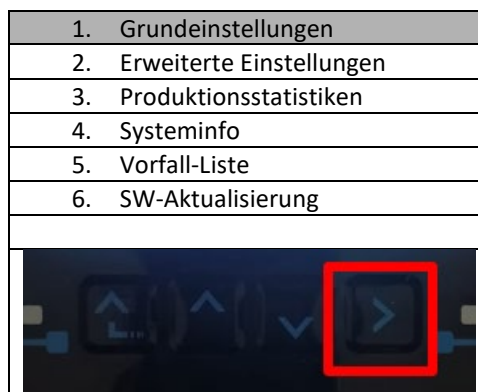 1. Grundeinstellungen
2. Erweiterte Einstellungen
3. Produktionsstatistiken
4. Systeminfo
5. Vorfall-Liste
6. SW-Aktualisierung